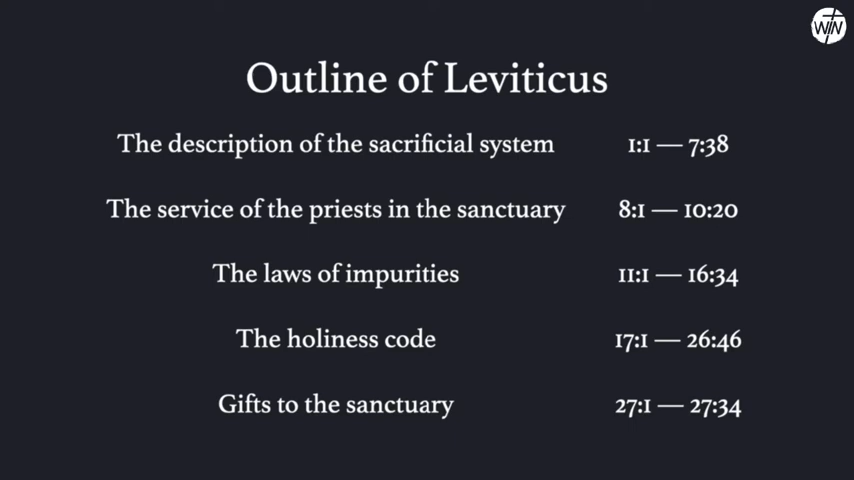 WIN
Outline of Leviticus
The description of the sacrificial system 1:1 — 7:38
The service of the priests in the sanctuary 8:1 — 10:20
The laws of impurities 11:1 — 16:34
The holiness code 17:1 — 26:46
Gifts to the sanctuary 27:1 — 27:34